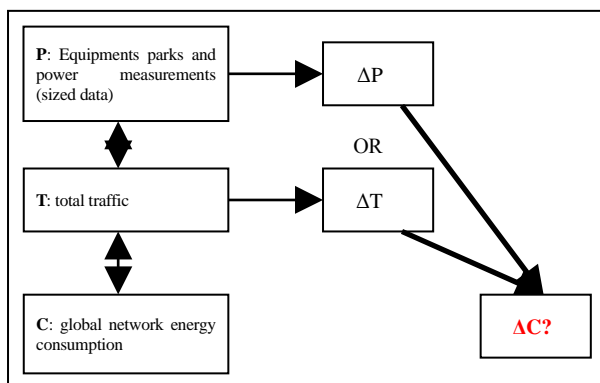 P: Equipments parks and
power measurements
(sized data)
ΔP
OR
T: total traffic
ΔT
C: global network energy
consumption
ΔC?